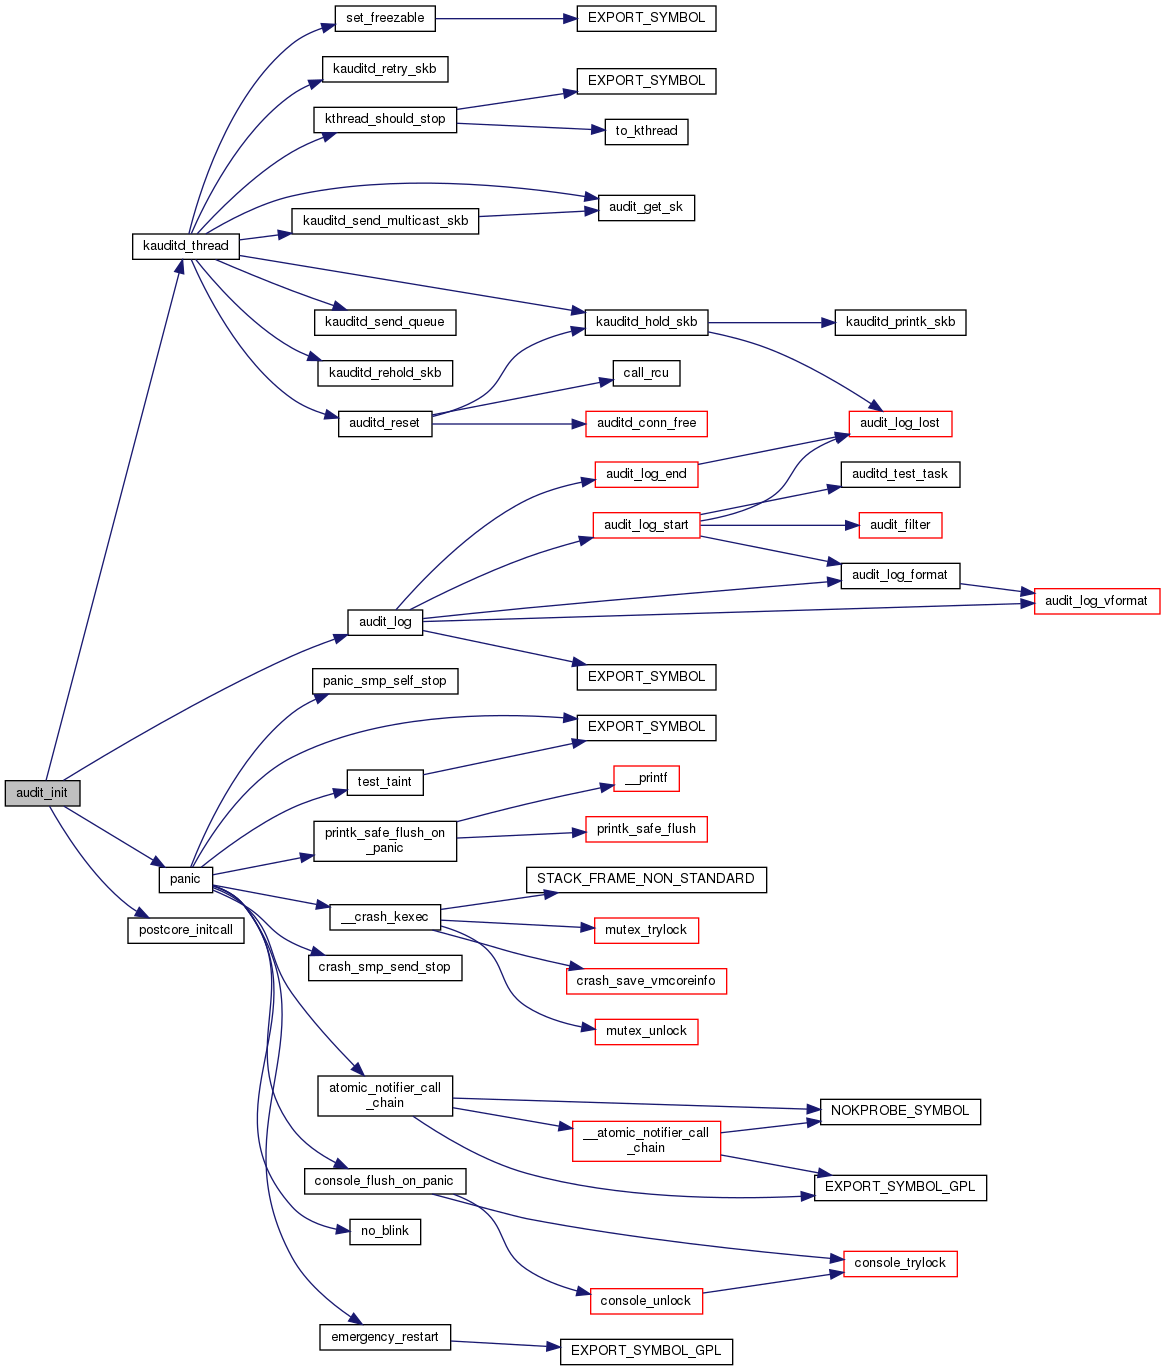 set_freezable
EXPORT_SYMBOL
kauditd_retry_skb
EXPORT_SYMBOL
kthread_should_stop
to_kthread
audit_get_sk
kauditd_send_multicast_skb
kauditd_thread
kauditd_send_queue
kauditd_hold_skb
kauditd_printk_skb
kauditd_rehold_skb
call_rcu
auditd_reset
auditd_conn_free
audit_log_lost
audit_log_end
auditd_test_task
audit_log_start
audit_filter
audit_log_format
audit_log_vformat
audit_log
EXPORT_SYMBOL
panic_smp_self_stop
EXPORT_SYMBOL
test_taint
__printf
audit_init
printk_safe_flush_on
_panic
printk_safe_flush
panic
STACK_FRAME_NON_STANDARD
__crash_kexec
mutex_trylock
postcore_initcall
crash_smp_send_stop
crash_save_vmcoreinfo
mutex_unlock
atomic_notifier_call
_chain
NOKPROBE_SYMBOL
__atomic_notifier_call
_chain
console_flush_on_panic
EXPORT_SYMBOL_GPL
no_blink
console_trylock
console_unlock
emergency_restart
EXPORT_SYMBOL_GPL